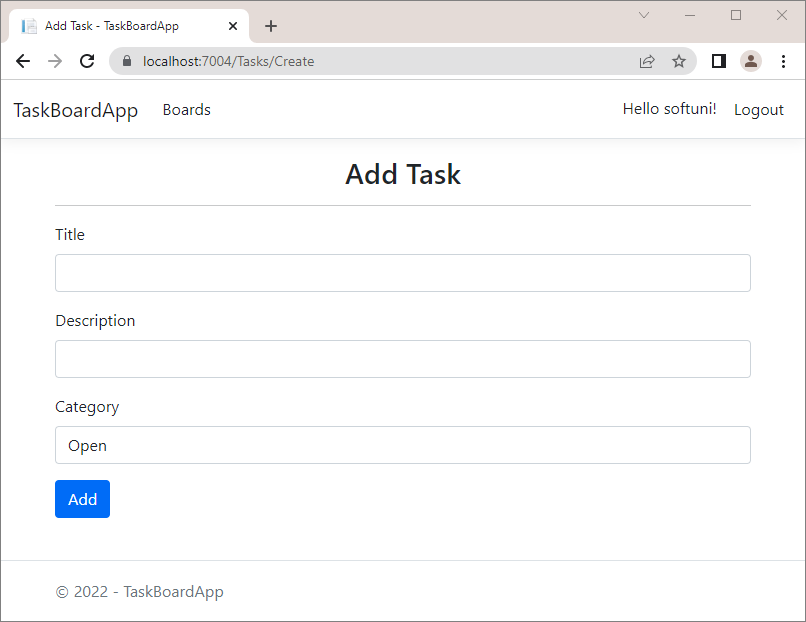 Add Task - TaskBoardApp
localhost:7004/Tasks/Create
TaskBoardApp Boards Hello softuni! Logout
Add Task
Title
Description
Category
Open
Add
© 2022 - TaskBoardApp